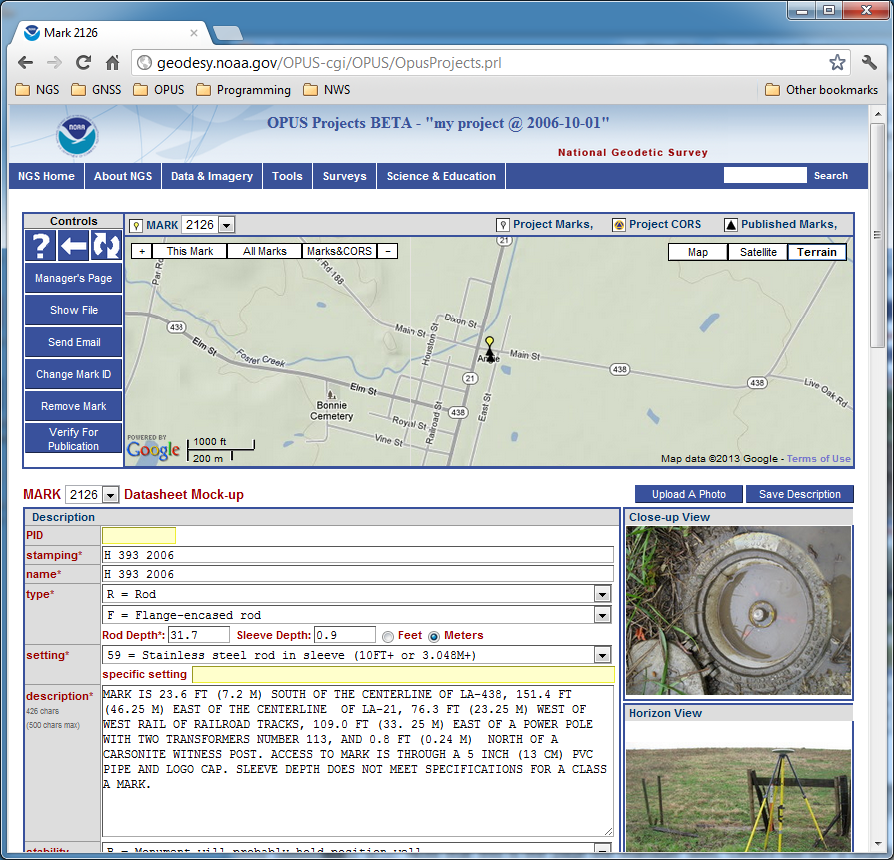 Mark 2126
geodesy.noaa.gov/OPUS-cgi/OPUS/OpusProjects.prl
NGS GNSS OPUS Programming NWS Other bookmarks
NOAA
OPUS Projects BETA - "my project @ 2006-10-01"
National Geodetic Survey
NGS Home About NGS Data & Imagery Tools Surveys Science & Education Search
Controls
?
Manager's Page
Show File
Send Email
Change Mark ID
Remove Mark
Verify For
Publication
MARK 2126 Project Marks, Project CORS Published Marks,
+ This Mark All Marks Marks&CORS − Map Satellite Terrain
21
Par Rd
Rd 188
438
Elm St
Foster Creek
Main St
Dixon St
Houston St
Main St
438
438
Live Oak Rd
21
Elm St
438
Bonnie
Cemetery
Royal St
Vine St
Railroad St
East St
POWERED BY
Google
1000 ft
200 m
Map data ©2013 Google - Terms of Use
MARK 2126 Datasheet Mock-up Upload A Photo Save Description
Description
PID
stamping* H 393 2006
name* H 393 2006
type* R = Rod
F = Flange-encased rod
Rod Depth*: 31.7 Sleeve Depth: 0.9 Feet Meters
setting* 59 = Stainless steel rod in sleeve (10FT+ or 3.048M+)
specific setting
description*
426 chars
(500 chars max)
MARK IS 23.6 FT (7.2 M) SOUTH OF THE CENTERLINE OF LA-438, 151.4 FT
(46.25 M) EAST OF THE CENTERLINE  OF LA-21, 76.3 FT (23.25 M) WEST OF
WEST RAIL OF RAILROAD TRACKS, 109.0 FT (33. 25 M) EAST OF A POWER POLE
WITH TWO TRANSFORMERS NUMBER 113, AND 0.8 FT (0.24 M)  NORTH OF A
CARSONITE WITNESS POST. ACCESS TO MARK IS THROUGH A 5 INCH (13 CM) PVC
PIPE AND LOGO CAP. SLEEVE DEPTH DOES NOT MEET SPECIFICATIONS FOR A CLASS
A MARK.
stability B = Monument will probably hold position well
Close-up View
Horizon View